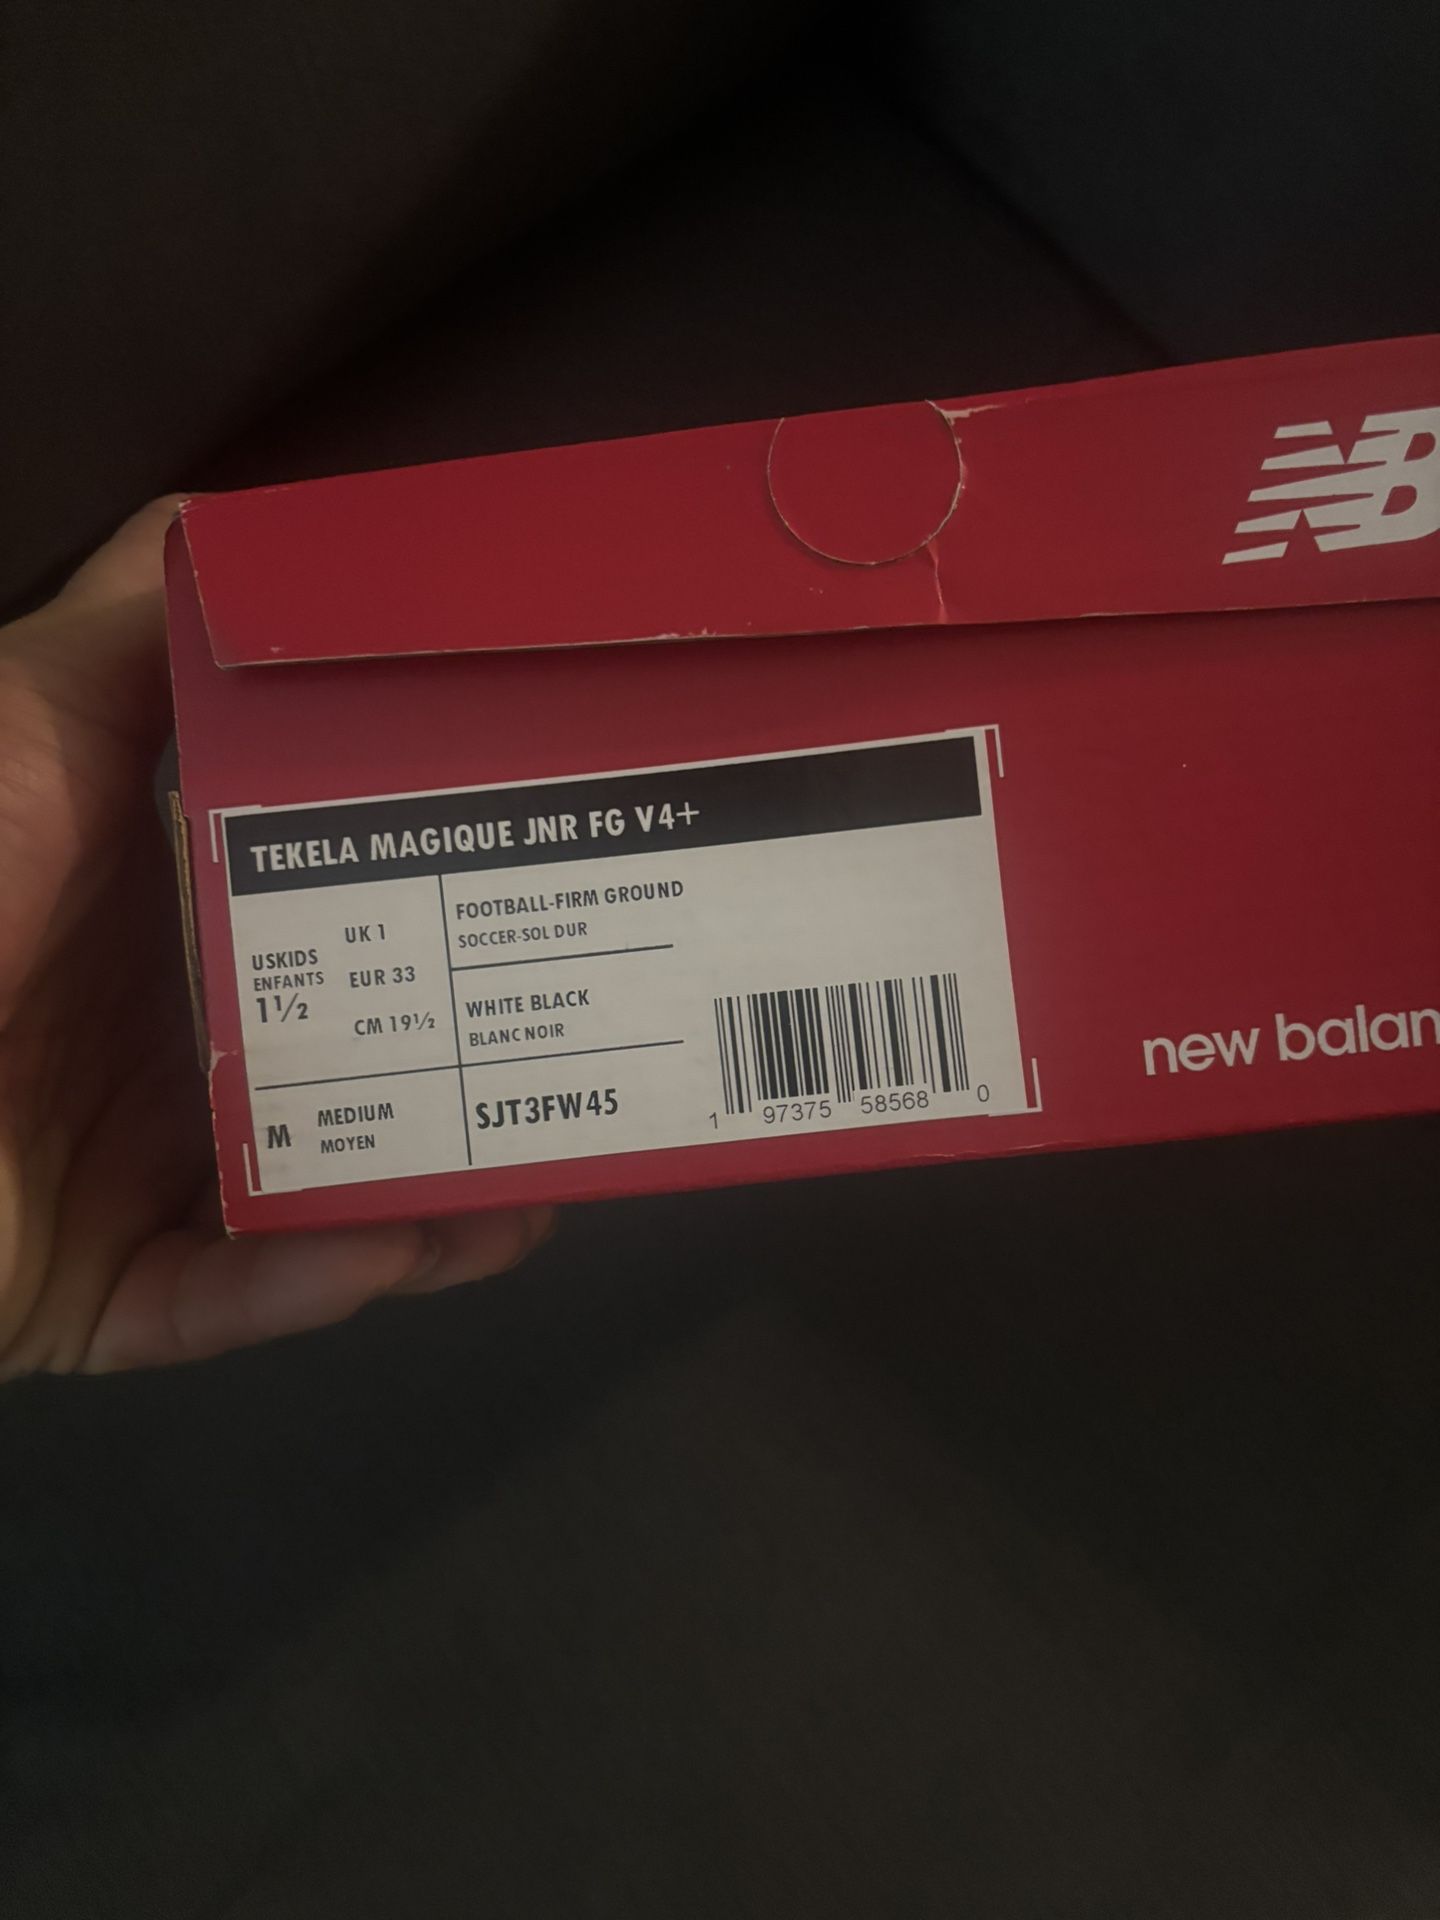 NB
TEKELA MAGIQUE JNR FG V4+
USKIDS
ENFANTS
1½
UK 1
EUR 33
CM 19½
FOOTBALL-FIRM GROUND
SOCCER-SOL DUR
WHITE BLACK
BLANC NOIR
M
MEDIUM
MOYEN
SJT3FW45
1 97375 58568 0
new balan